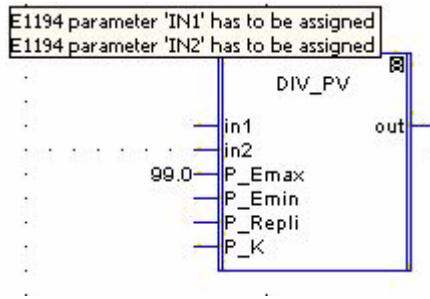 E1194 parameter 'IN1' has to be assigned
E1194 parameter 'IN2' has to be assigned
DIV_PV
in1 out
in2
99.0 P_Emax
P_Emin
P_Repli
P_K